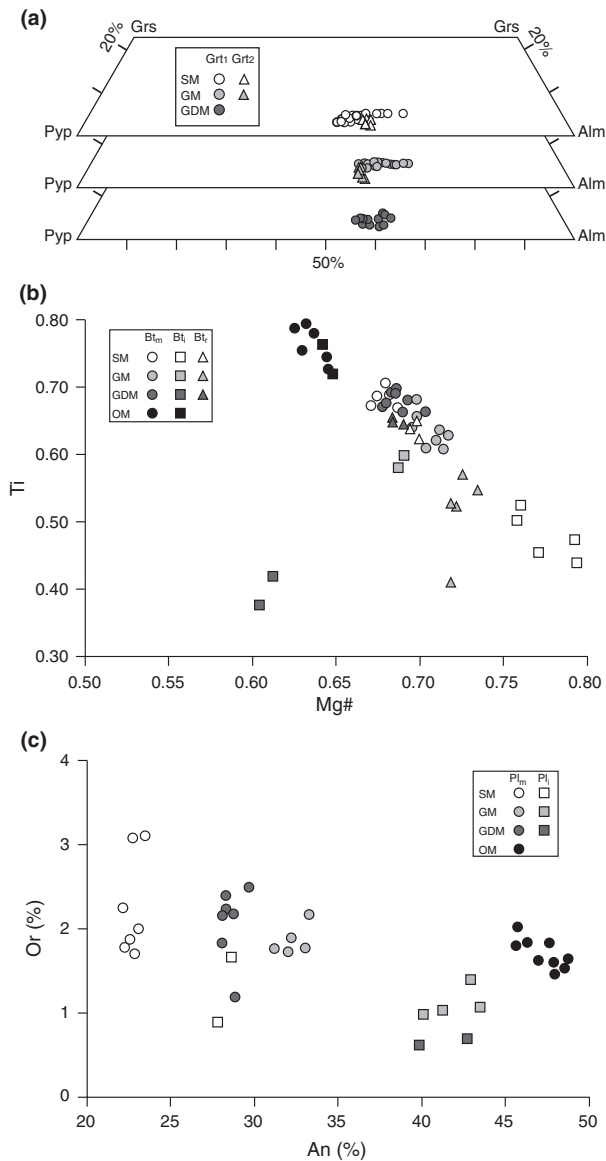 (a)
Grs Grs
20% 20%
Grt1 Grt2
SM
GM
GDM
Pyp Alm
Pyp Alm
Pyp Alm
50%
(b)
0.80
0.70
0.60
0.50
0.40
0.30
Ti
Btm Bti Btr
SM
GM
GDM
OM
0.50 0.55 0.60 0.65 0.70 0.75 0.80
Mg#
(c)
4
3
2
1
0
Or (%)
Plm Pli
SM
GM
GDM
OM
20 25 30 35 40 45 50
An (%)